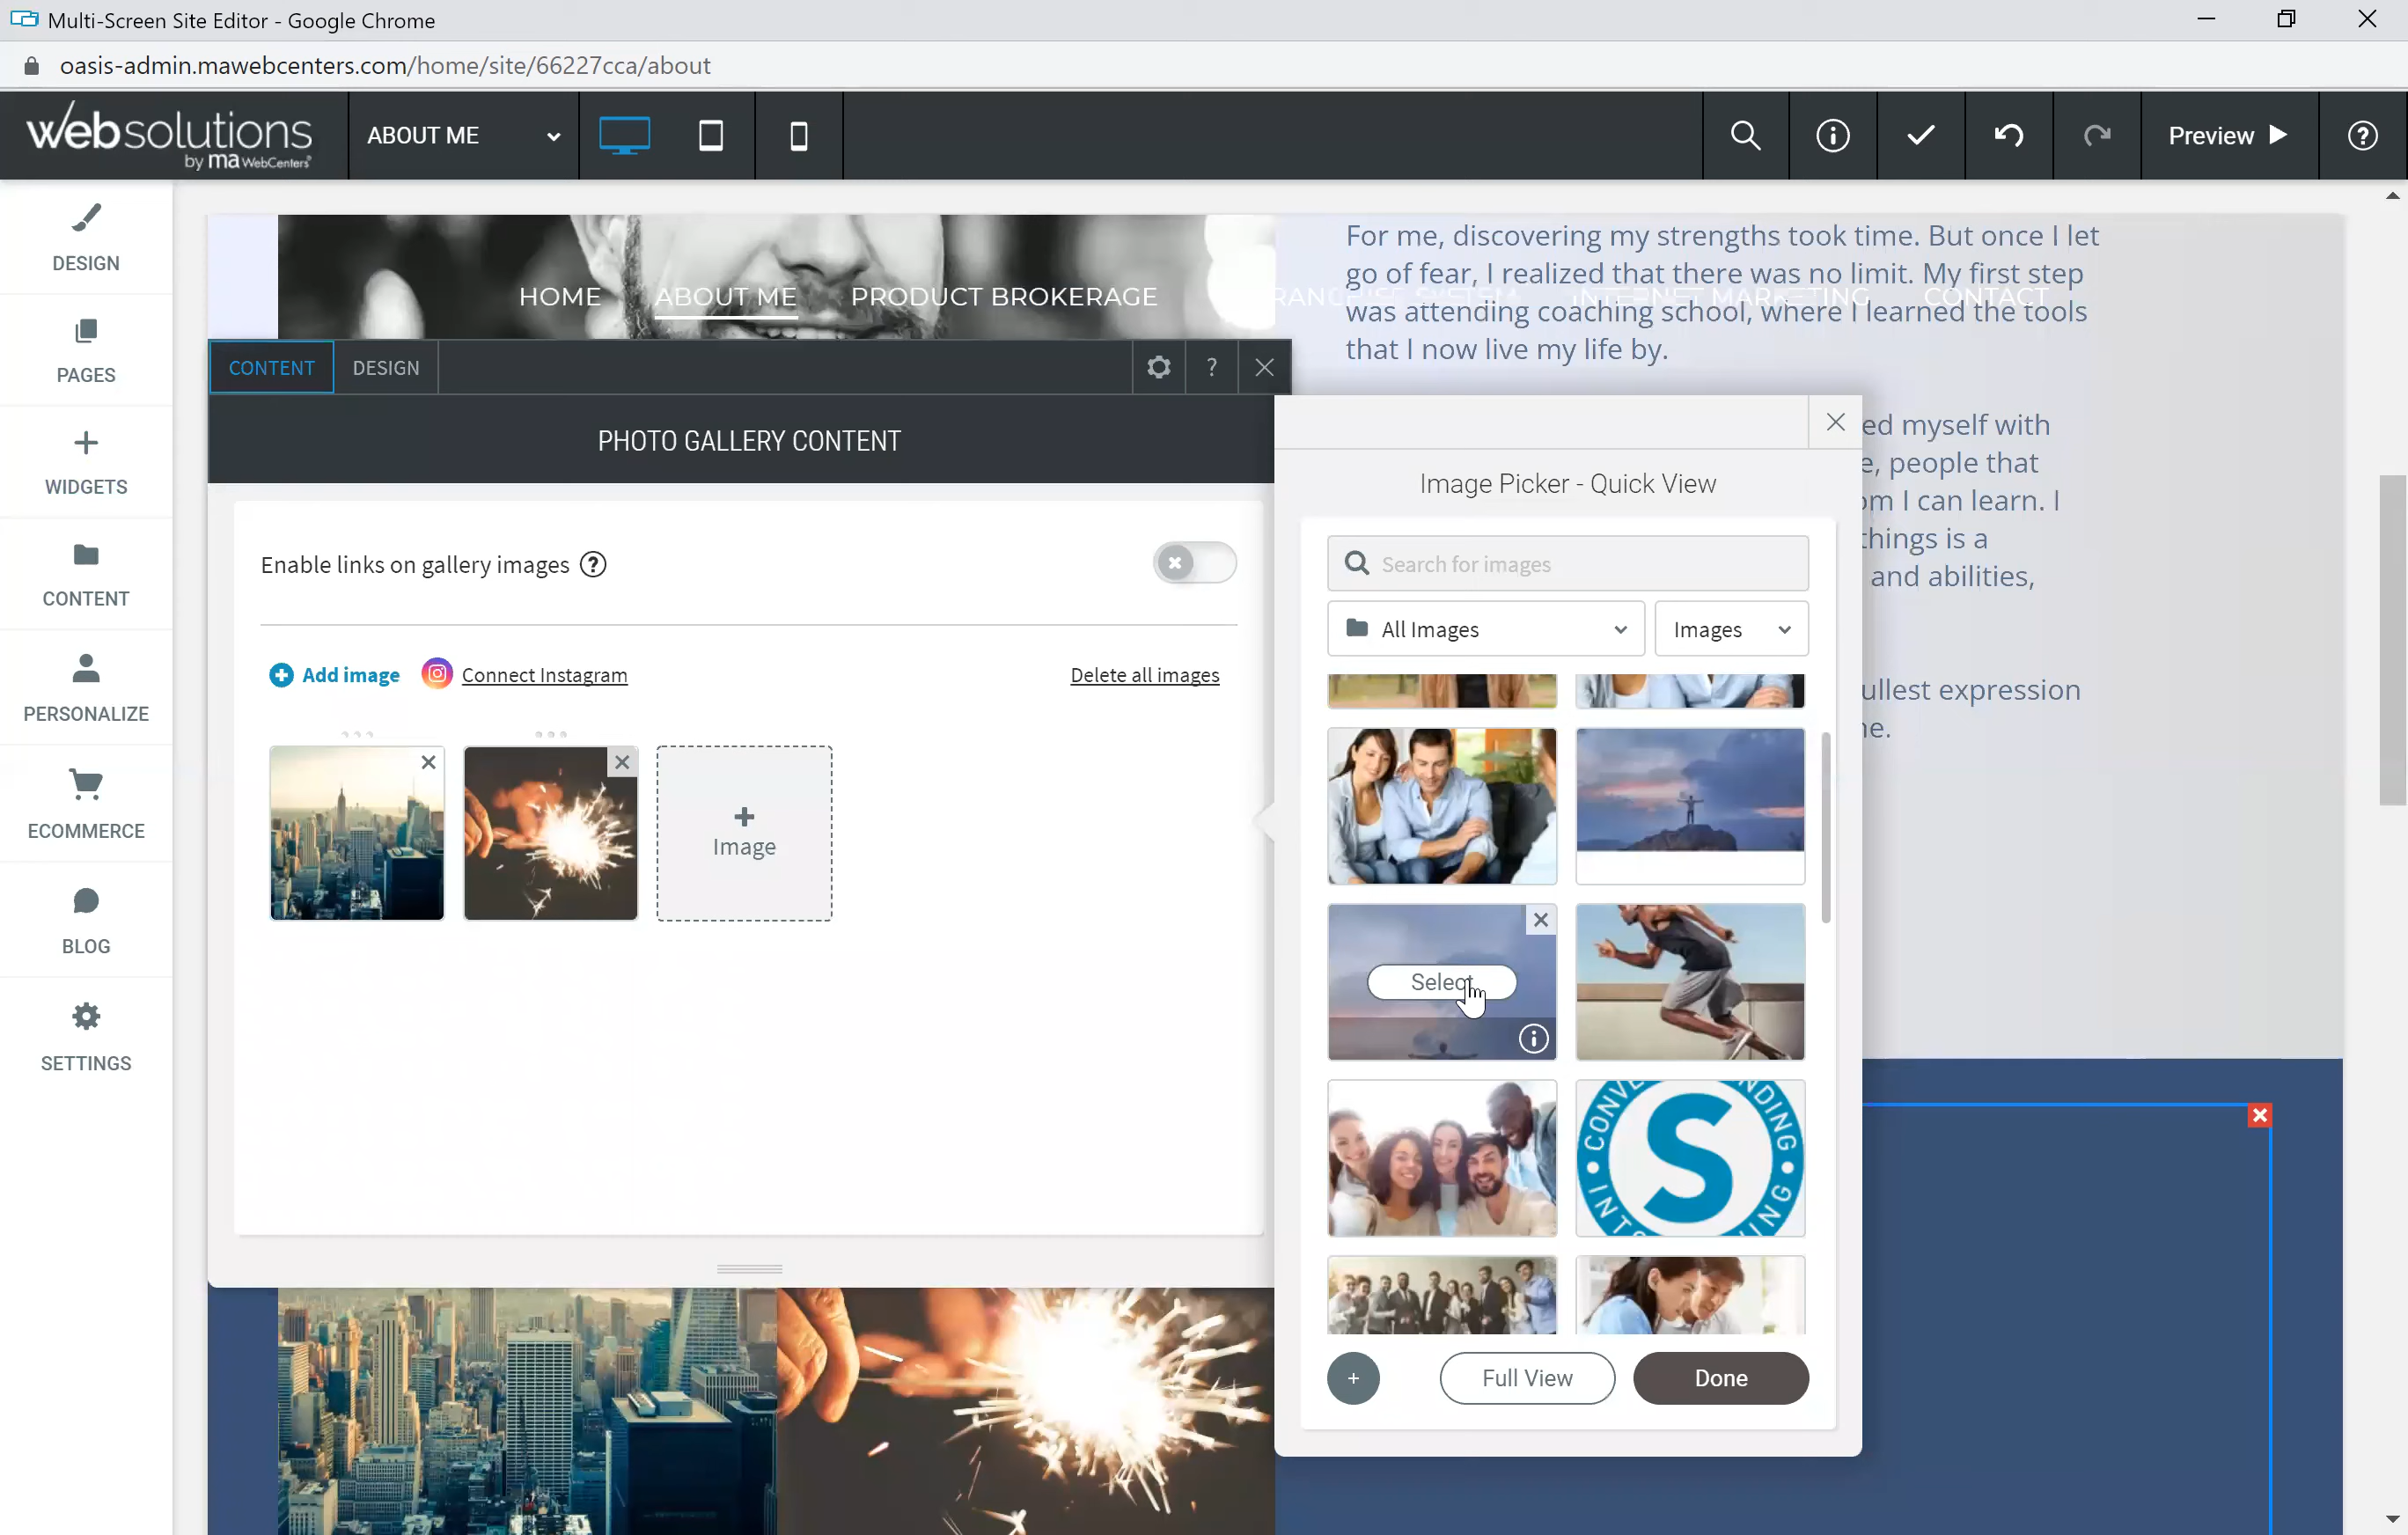 Multi-Screen Site Editor - Google Chrome
oasis-admin.mawebcenters.com/home/site/66227cca/about
websolutions
by ma WebCenters
ABOUT ME
Preview
DESIGN
PAGES
WIDGETS
CONTENT
PERSONALIZE
ECOMMERCE
BLOG
SETTINGS
HOME ABOUT ME PRODUCT BROKERAGE INTERNET MARKETING CONTACT
For me, discovering my strengths took time. But once I let
go of fear, I realized that there was no limit. My first step
was attending coaching school, where I learned the tools
that I now live my life by.
ed myself with
e, people that
om I can learn. I
things is a
and abilities,
ullest expression
CONTENT DESIGN ?
PHOTO GALLERY CONTENT
Enable links on gallery images ?
Add image Connect Instagram Delete all images
+
Image
Image Picker - Quick View
Search for images
All Images Images
Select
S
+ Full View Done